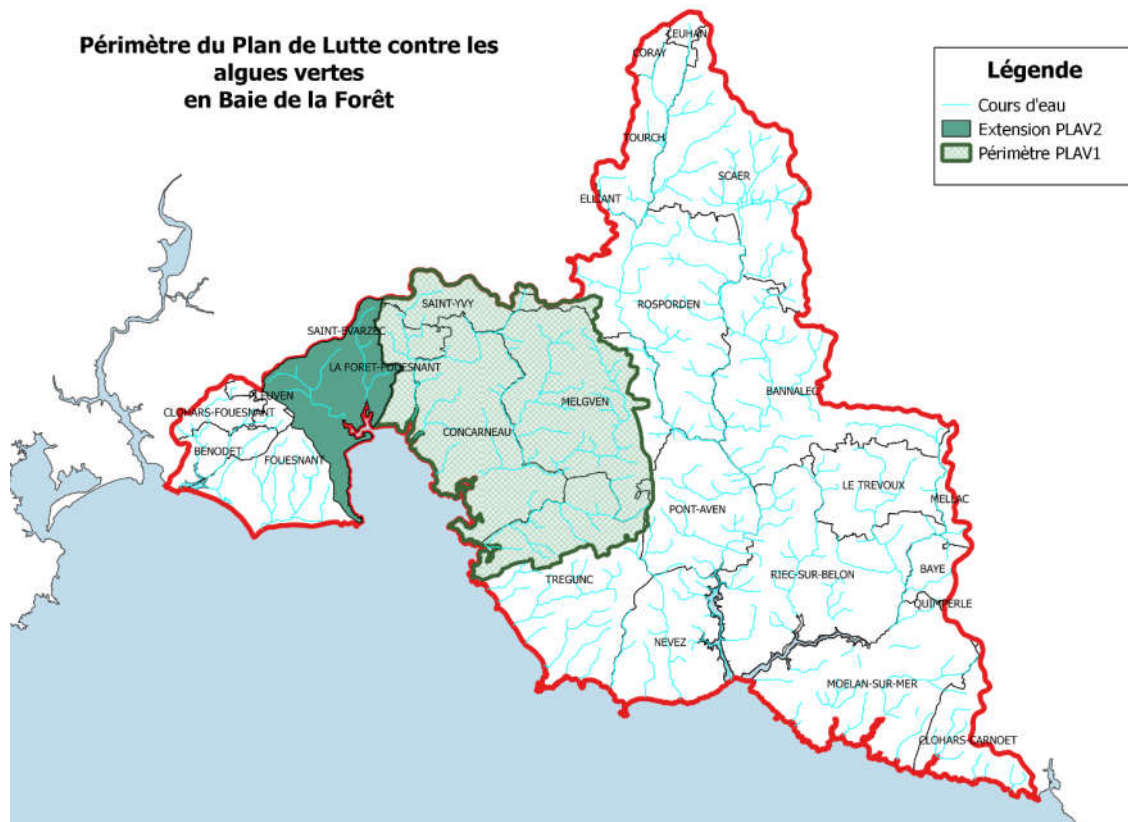 Périmètre du Plan de Lutte contre les
algues vertes
en Baie de la Forêt
Légende
Cours d'eau
Extension PLAV2
Périmètre PLAV1
LEUHAN
CORAY
TOURCH
SCAER
ELLIANT
SAINT-YVY
ROSPORDEN
SAINT-EVARZEC
LA FORET-FOUESNANT
PLEUVEN
BANNALEC
MELGVEN
CLOHARS-FOUESNANT
CONCARNEAU
BENODET
FOUESNANT
LE TREVOUX
MELLAC
PONT-AVEN
BAYE
RIEC-SUR-BELON
TREGUNC
QUIMPERLE
NEVEZ
MOELAN-SUR-MER
CLOHARS-CARNOET